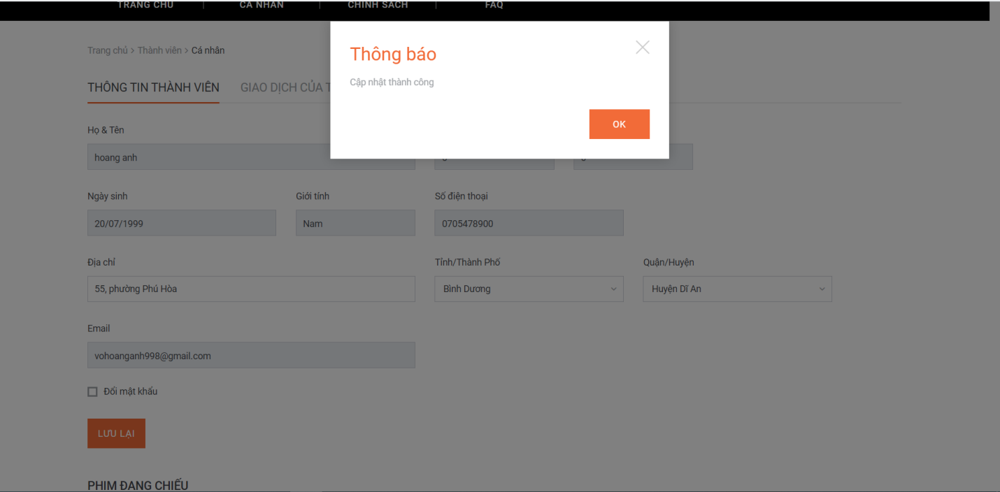 TRANG CHỦ CÁ NHÂN CHÍNH SÁCH FAQ
Trang chủ > Thành viên > Cá nhân
Thông báo
Cập nhật thành công
OK
THÔNG TIN THÀNH VIÊN GIAO DỊCH CỦA
Họ & Tên
hoang anh
Ngày sinh Giới tính Số điện thoại
20/07/1999 Nam 0705478900
Địa chỉ Tỉnh/Thành Phố Quận/Huyện
55, phường Phú Hòa Bình Dương Huyện Dĩ An
Email
vohoanganh998@gmail.com
Đổi mật khẩu
LƯU LẠI
PHIM ĐANG CHIẾU